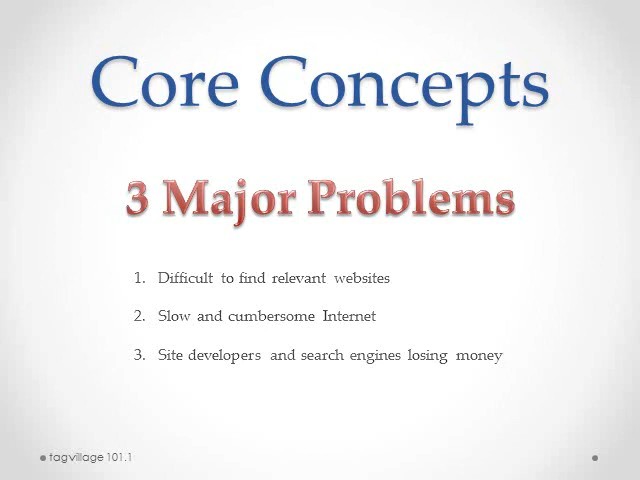 Core Concepts
3 Major Problems
1. Difficult to find relevant websites
2. Slow and cumbersome Internet
3. Site developers and search engines losing money
tagvillage 101.1